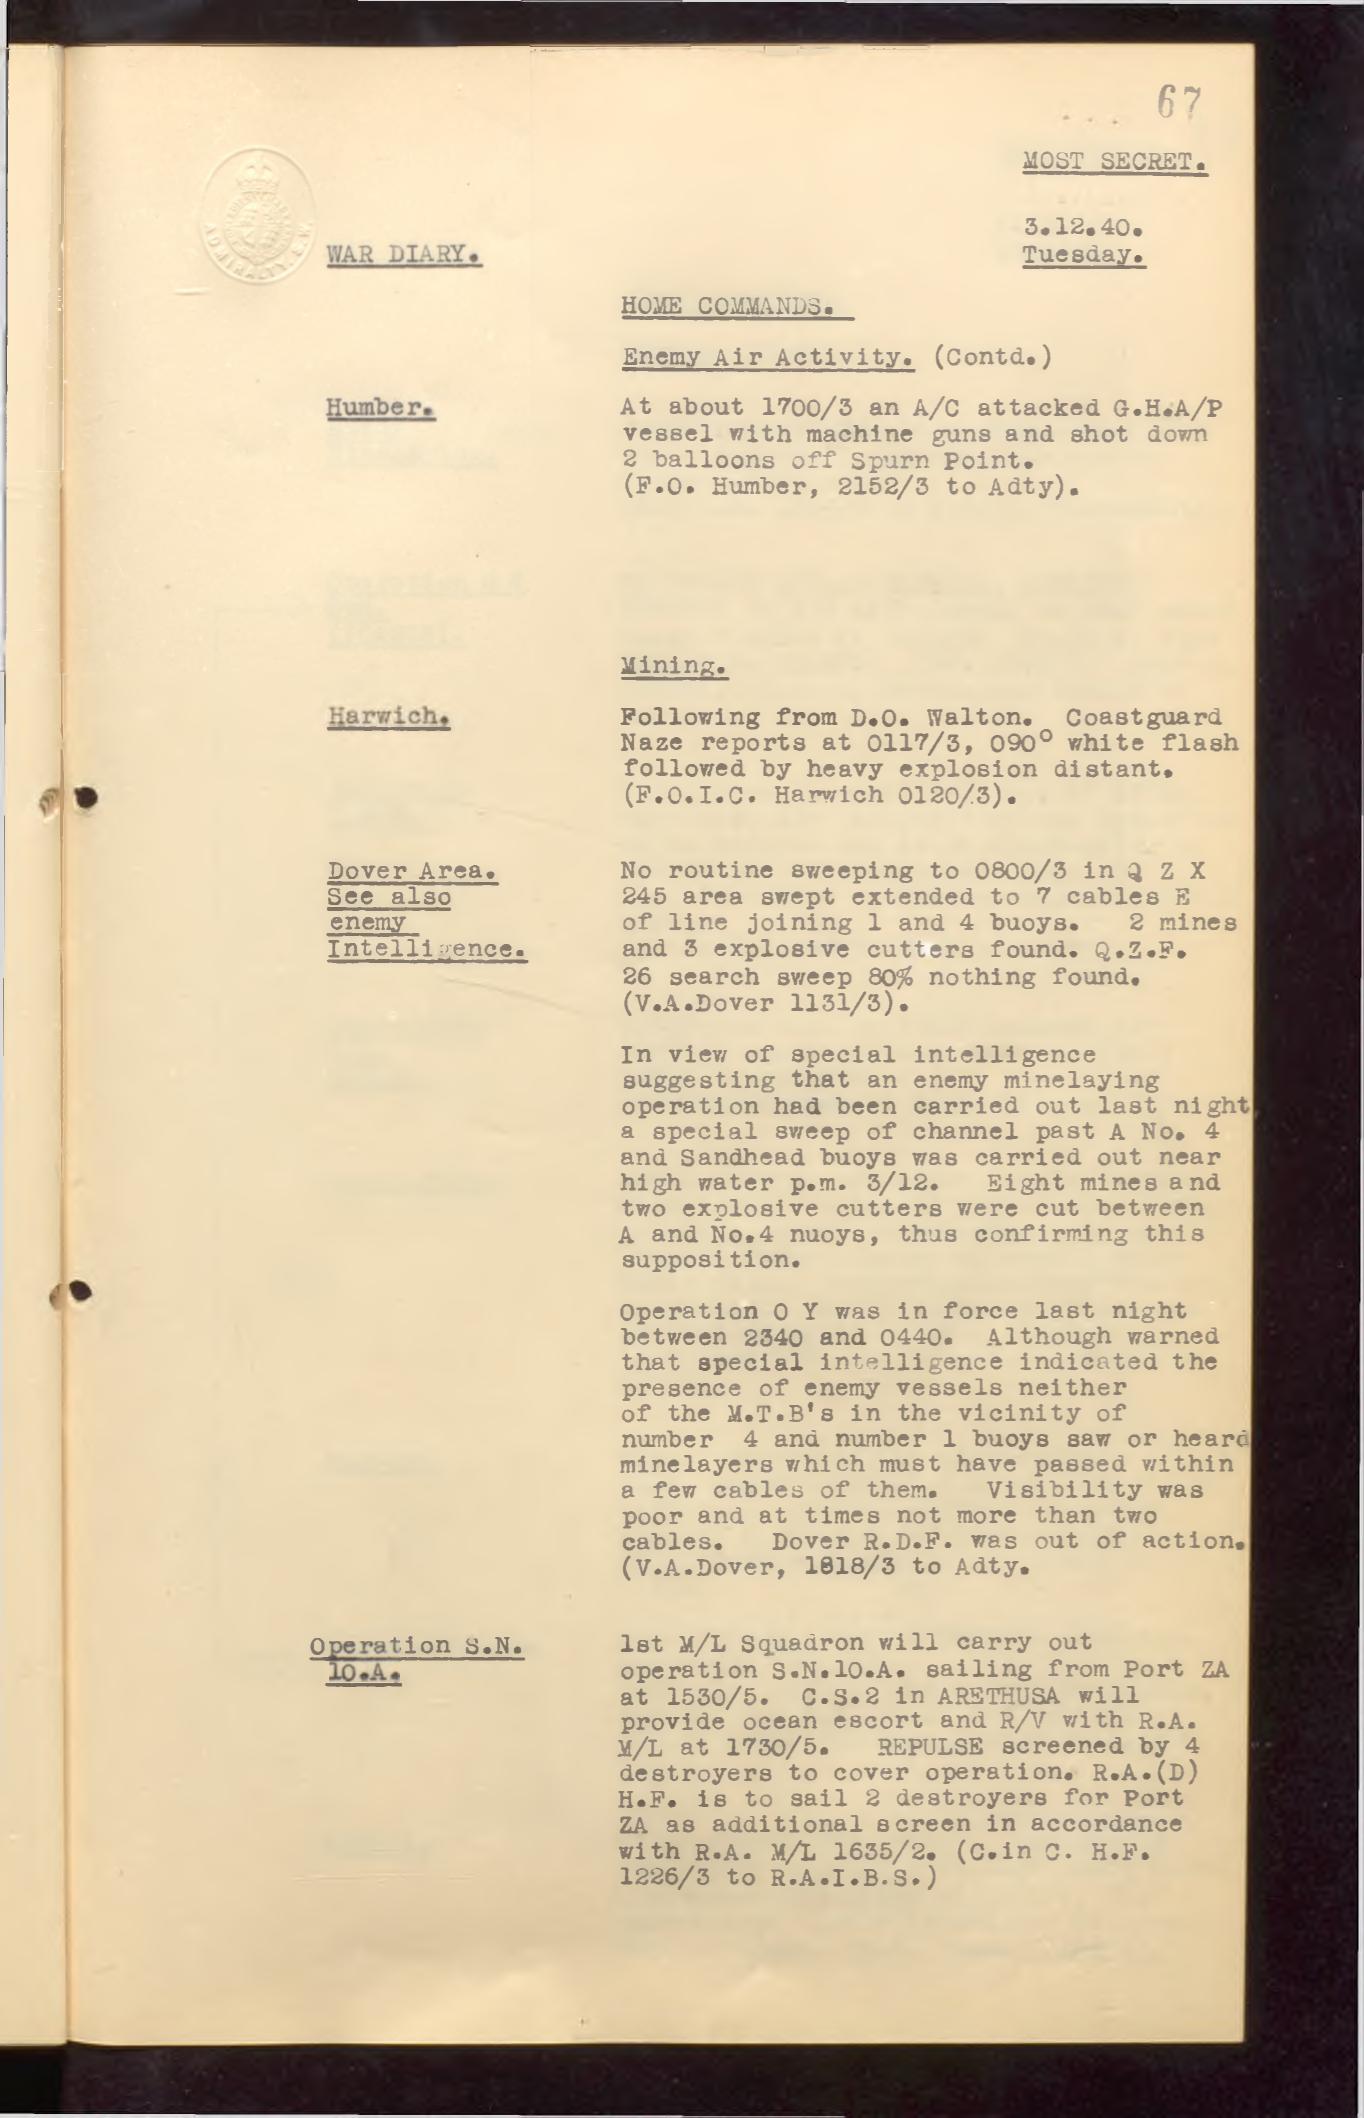 67
MOST SECRET.
3.12.40.
Tuesday.
ADMIRALTY. S.W.
WAR DIARY.
HOME COMMANDS.
Enemy Air Activity. (Contd.)
Humber.
At about 1700/3 an A/C attacked G.H.A/P
vessel with machine guns and shot down
2 balloons off Spurn Point.
(F.O. Humber, 2152/3 to Adty).
Mining.
Harwich.
Following from D.O. Walton. Coastguard
Naze reports at 0117/3, 090° white flash
followed by heavy explosion distant.
(F.O.I.C. Harwich 0120/3).
Dover Area.
See also
enemy
Intelligence.
No routine sweeping to 0800/3 in Q Z X
245 area swept extended to 7 cables E
of line joining 1 and 4 buoys. 2 mines
and 3 explosive cutters found. Q.Z.F.
26 search sweep 80% nothing found.
(V.A.Dover 1131/3).
In view of special intelligence
suggesting that an enemy minelaying
operation had been carried out last night
a special sweep of channel past A No. 4
and Sandhead buoys was carried out near
high water p.m. 3/12. Eight mines and
two explosive cutters were cut between
A and No.4 nuoys, thus confirming this
supposition.
Operation O Y was in force last night
between 2340 and 0440. Although warned
that special intelligence indicated the
presence of enemy vessels neither
of the M.T.B's in the vicinity of
number 4 and number 1 buoys saw or heard
minelayers which must have passed within
a few cables of them. Visibility was
poor and at times not more than two
cables. Dover R.D.F. was out of action.
(V.A.Dover, 1818/3 to Adty.
Operation S.N.
10.A.
1st M/L Squadron will carry out
operation S.N.10.A. sailing from Port ZA
at 1530/5. C.S.2 in ARETHUSA will
provide ocean escort and R/V with R.A.
M/L at 1730/5. REPULSE screened by 4
destroyers to cover operation. R.A.(D)
H.F. is to sail 2 destroyers for Port
ZA as additional screen in accordance
with R.A. M/L 1635/2. (C.in C. H.F.
1226/3 to R.A.I.B.S.)